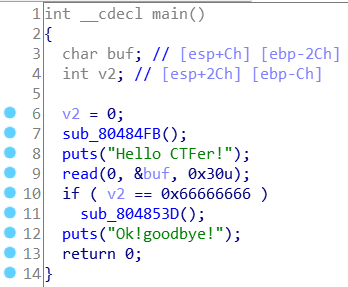 1 int __cdecl main()
2 {
3 char buf; // [esp+Ch] [ebp-2Ch]
4 int v2; // [esp+2Ch] [ebp-Ch]
5
6 v2 = 0;
7 sub_80484FB();
8 puts("Hello CTFer!");
9 read(0, &buf, 0x30u);
10 if ( v2 == 0x66666666 )
11 sub_804853D();
12 puts("Ok!goodbye!");
13 return 0;
14 }